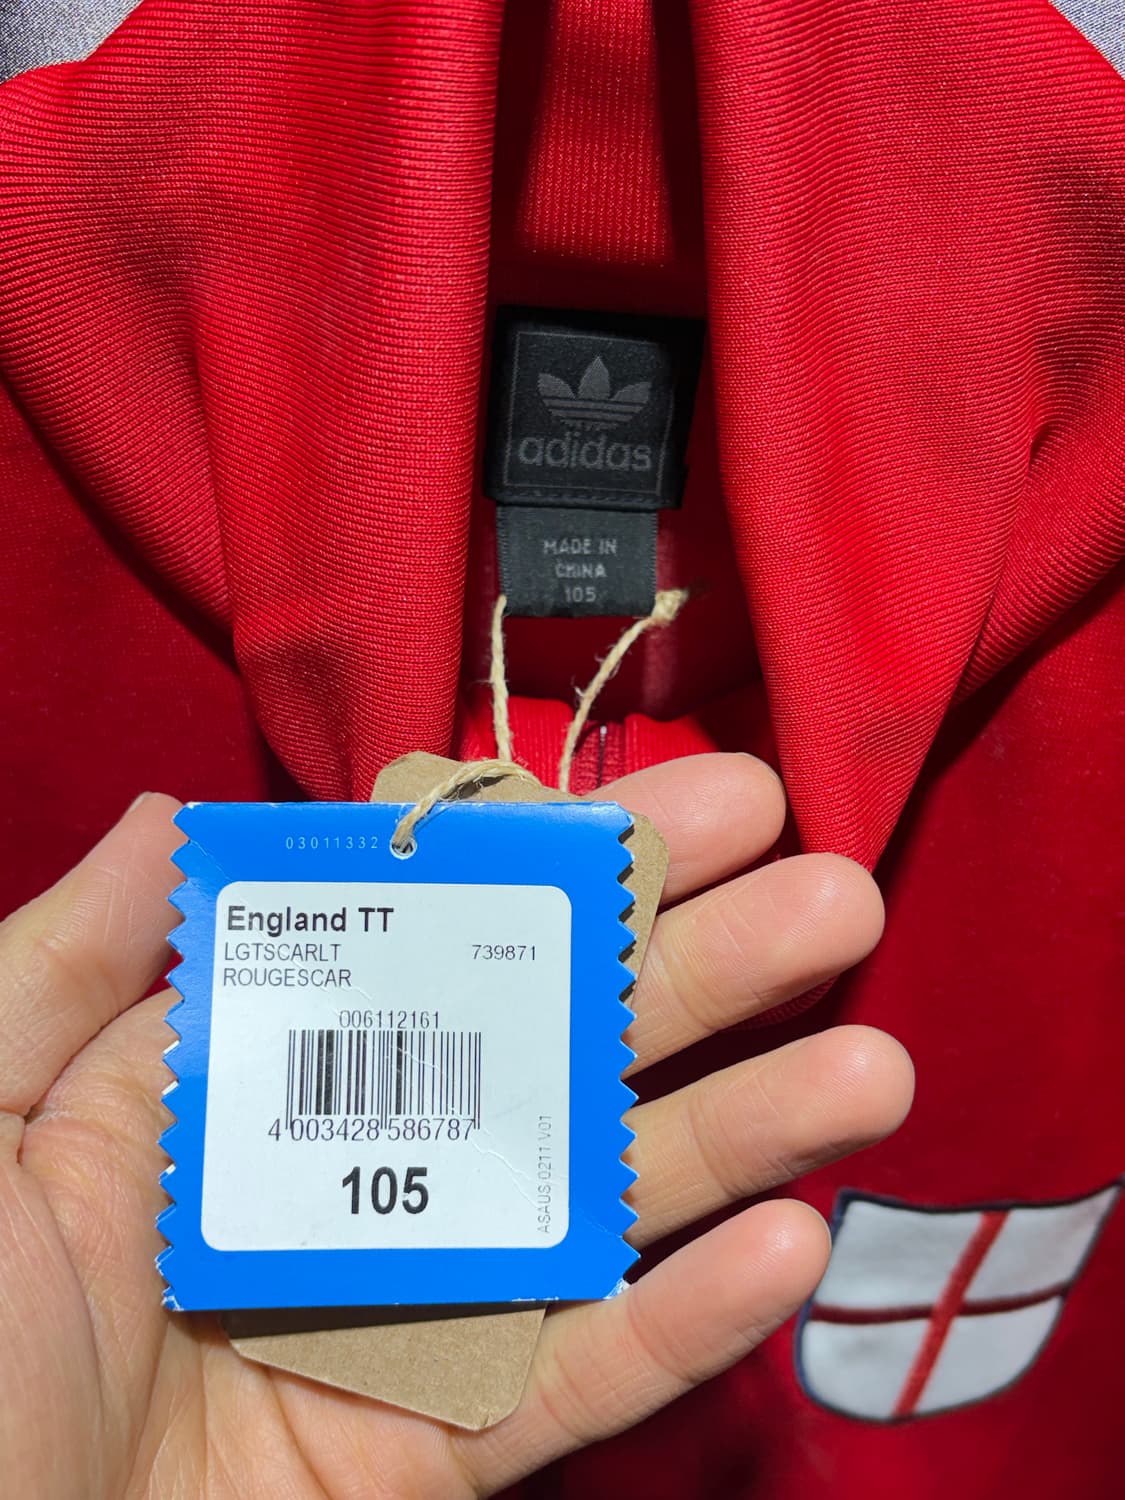 adidas
MADE IN
CHINA
105
03011332
England TT
LGTSCARLT 739871
ROUGESCAR
006112161
4 003428 586787
105
ASAUS 0211 V01